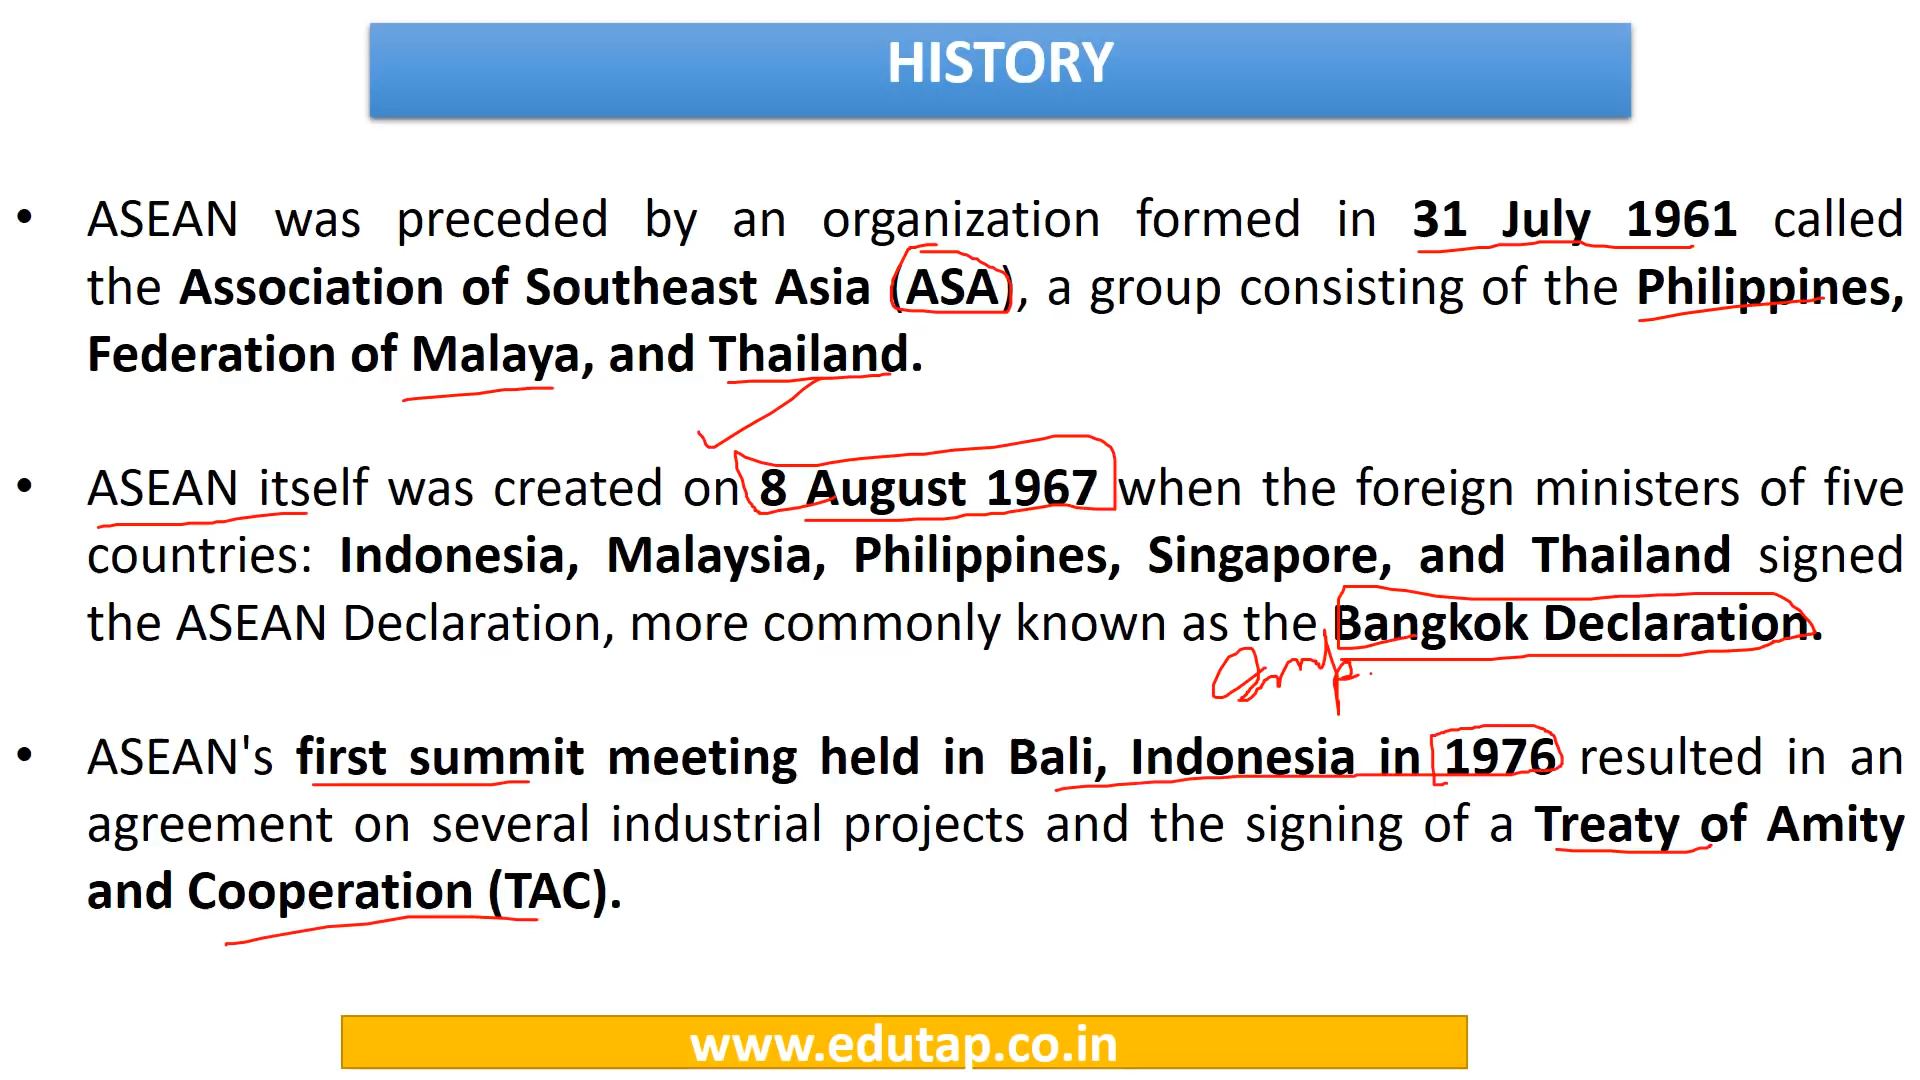 HISTORY
• ASEAN was preceded by an organization formed in 31 July 1961 called
the Association of Southeast Asia (ASA), a group consisting of the Philippines,
Federation of Malaya, and Thailand.
• ASEAN itself was created on 8 August 1967 when the foreign ministers of five
countries: Indonesia, Malaysia, Philippines, Singapore, and Thailand signed
the ASEAN Declaration, more commonly known as the Bangkok Declaration.
• ASEAN's first summit meeting held in Bali, Indonesia in 1976 resulted in an
agreement on several industrial projects and the signing of a Treaty of Amity
and Cooperation (TAC).
www.edutap.co.in